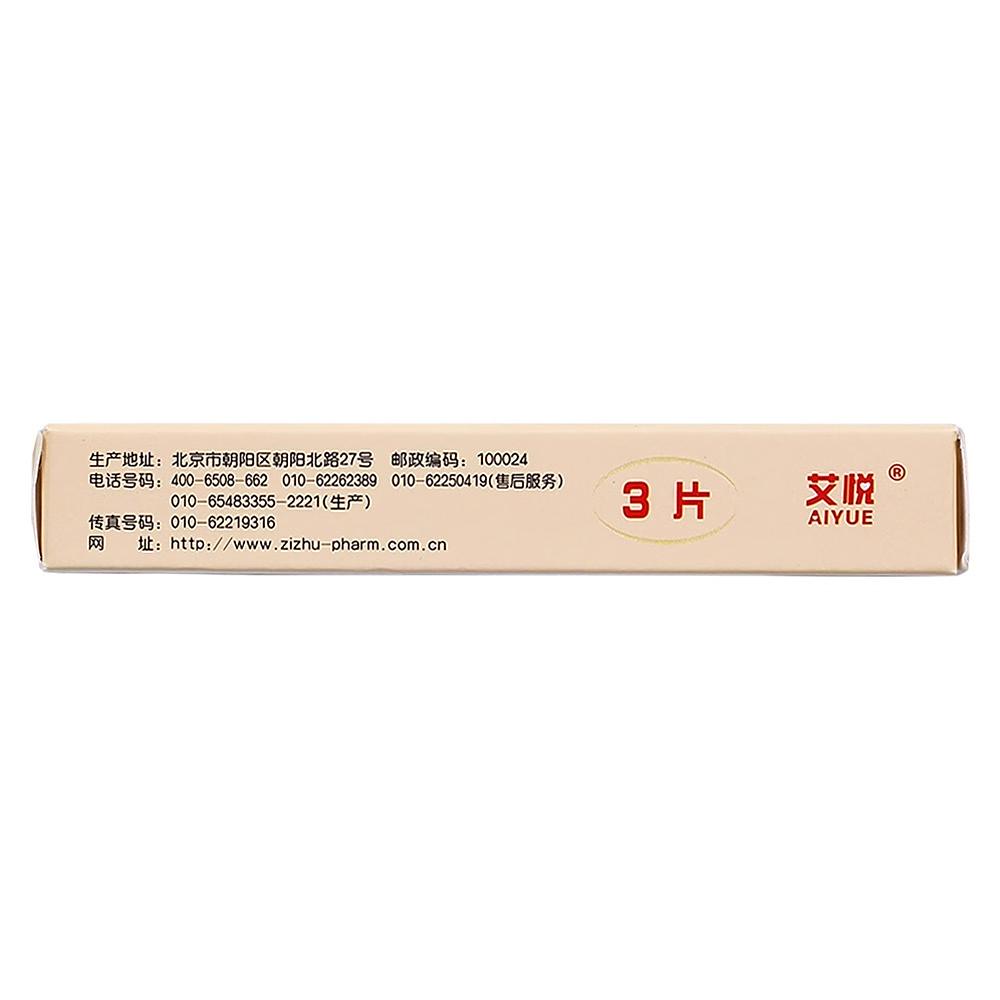 生产地址：北京市朝阳区朝阳北路27号 邮政编码：100024
电话号码：400-6508-662 010-62262389 010-62250419(售后服务)
010-65483355-2221(生产)
传真号码：010-62219316
网 址：http://www.zizhu-pharm.com.cn
3 片
艾悦®
AIYUE